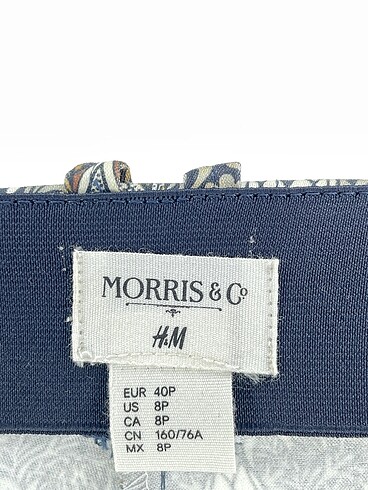 MORRIS & Co
H&M
EUR 40P
US 8P
CA 8P
CN 160/76A
MX 8P